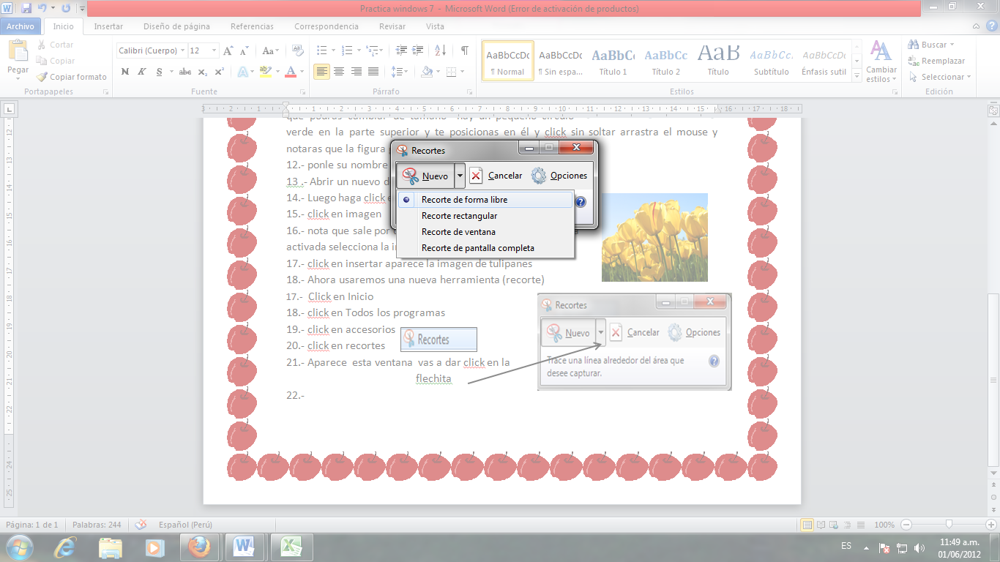 Practica windows 7 - Microsoft Word (Error de activación de productos)
Archivo Inicio Insertar Diseño de página Referencias Correspondencia Revisar Vista
Pegar
Cortar
Copiar
Copiar formato
Portapapeles
Calibri (Cuerpo) 12
Fuente
Párrafo
AaBbCcDc AaBbCcDc AaBbCc AaBbCc AaB AaBbCc. AaBbCcDc
¶ Normal ¶ Sin espa... Título 1 Título 2 Título Subtítulo Énfasis sutil
Cambiar estilos
Estilos
Buscar
Reemplazar
Seleccionar
Edición
que podrás cambiar de tamaño hay un pequeño círculo
verde en la parte superior y te posicionas en él y click sin soltar arrastra el mouse y
notaras que la figura
12.- ponle su nombre
13 .- Abrir un nuevo
14.- Luego haga click
15.- click en imagen
16.- nota que sale por
activada selecciona la
17.- click en insertar aparece la imagen de tulipanes
18.- Ahora usaremos una nueva herramienta (recorte)
17.- Click en Inicio
18.- click en Todos los programas
19.- click en accesorios
20.- click en recortes
21.- Aparece esta ventana vas a dar click en la
flechita
22.-
Recortes
Nuevo Cancelar Opciones
Recorte de forma libre
Recorte rectangular
Recorte de ventana
Recorte de pantalla completa
Recortes
Recortes
Nuevo Cancelar Opciones
Trace una línea alrededor del área que
desee capturar.
Página: 1 de 1 Palabras: 244 Español (Perú) 100%
ES
11:49 a.m.
01/06/2012